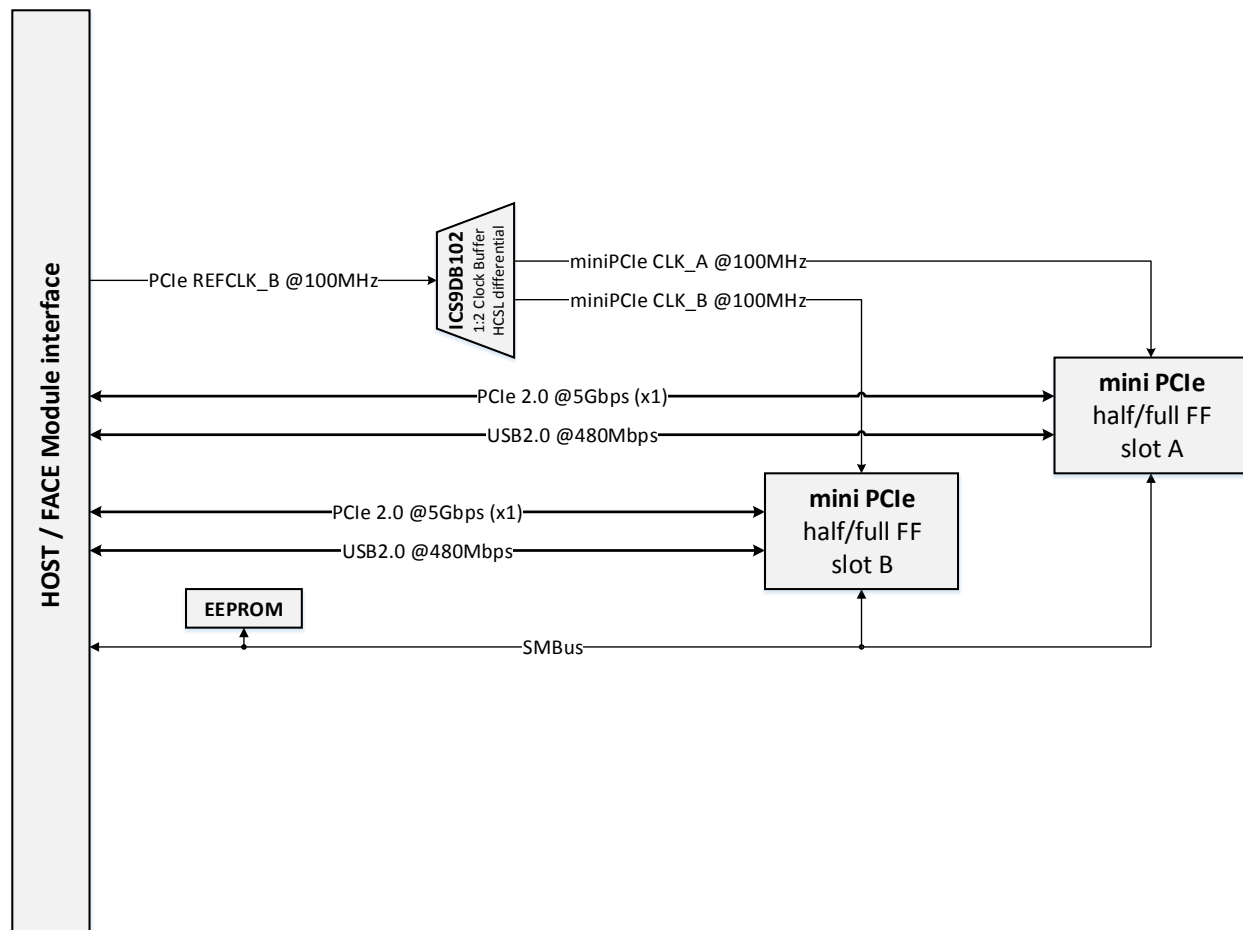 HOST / FACE Module interface
PCIe REFCLK_B @100MHz
ICS9DB102
1:2 Clock Buffer
HCSL differential
miniPCIe CLK_A @100MHz
miniPCIe CLK_B @100MHz
mini PCIe
half/full FF
slot A
PCIe 2.0 @5Gbps (x1)
USB2.0 @480Mbps
mini PCIe
half/full FF
slot B
PCIe 2.0 @5Gbps (x1)
USB2.0 @480Mbps
EEPROM
SMBus